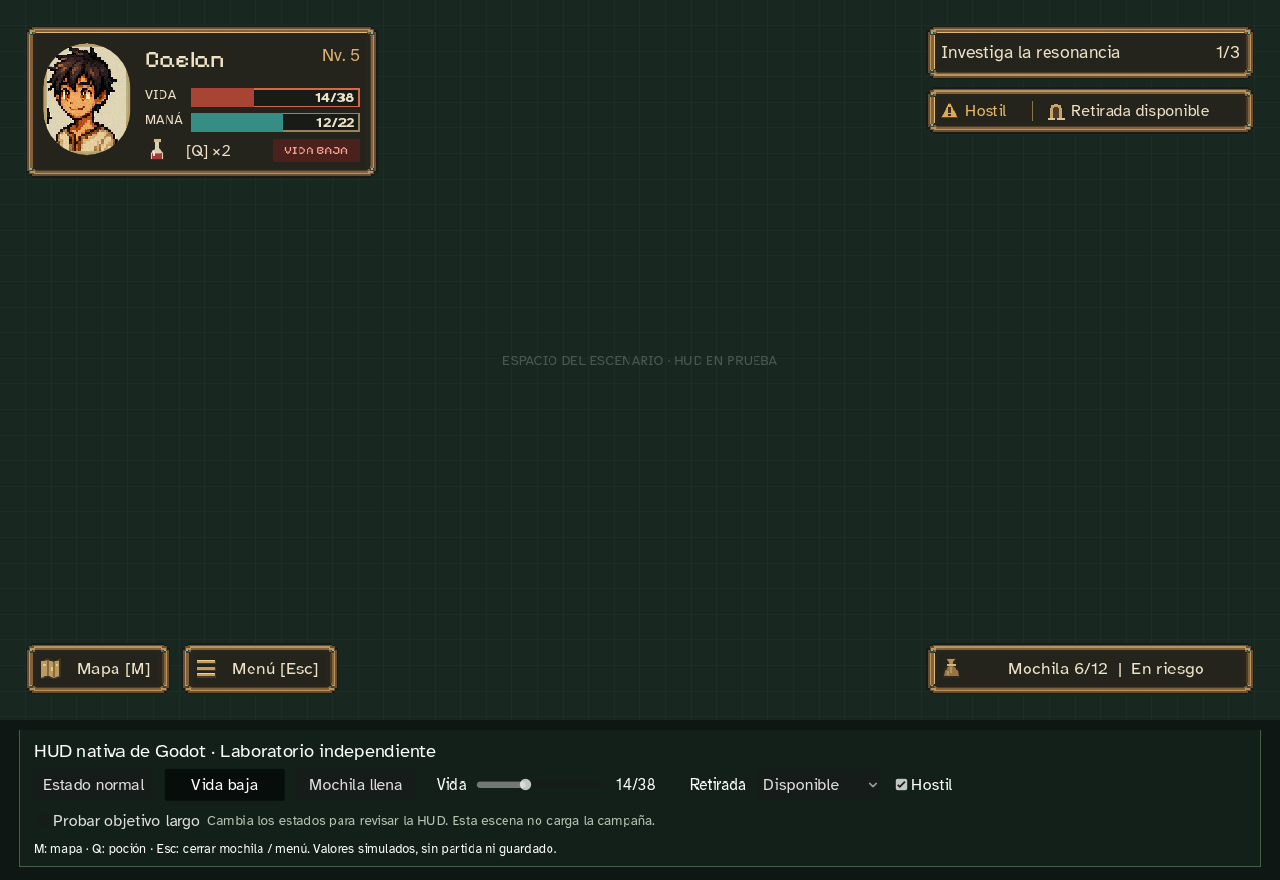 Caelan Nv. 5
VIDA 14/38
MANÁ 12/22
[Q] ×2 VIDA BAJA
Investiga la resonancia 1/3
Hostil Retirada disponible
ESPACIO DEL ESCENARIO · HUD EN PRUEBA
Mapa [M] Menú [Esc] Mochila 6/12 | En riesgo
HUD nativa de Godot · Laboratorio independiente
Estado normal Vida baja Mochila llena Vida 14/38 Retirada Disponible Hostil
Probar objetivo largo Cambia los estados para revisar la HUD. Esta escena no carga la campaña.
M: mapa · Q: poción · Esc: cerrar mochila / menú. Valores simulados, sin partida ni guardado.